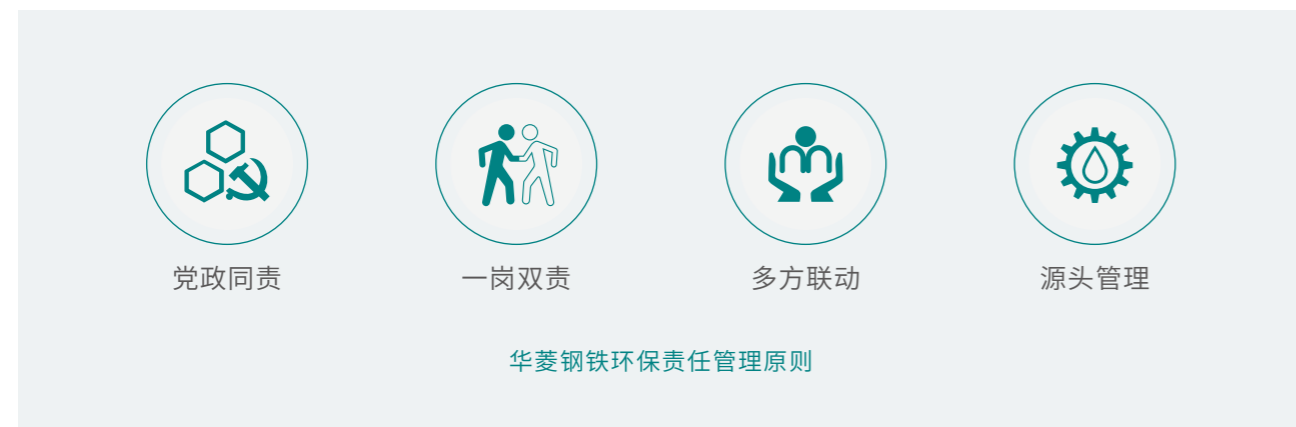 党政同责
一岗双责
多方联动
源头管理
华菱钢铁环保责任管理原则